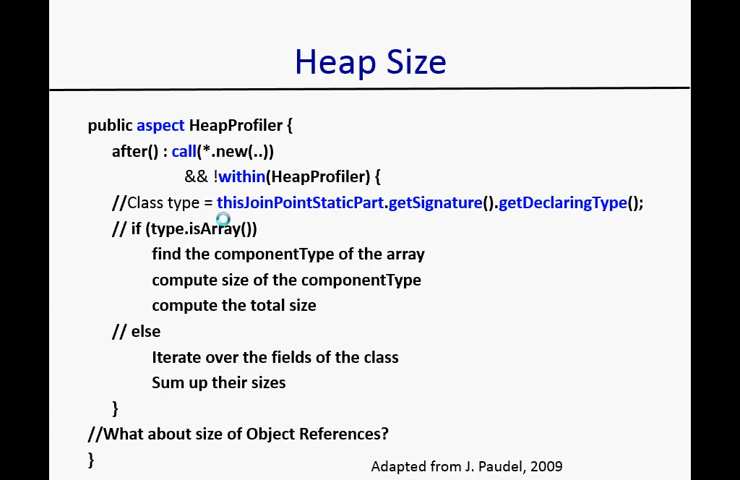 Heap Size
public aspect HeapProfiler {
after() : call(*.new(..))
&& !within(HeapProfiler) {
//Class type = thisJoinPointStaticPart.getSignature().getDeclaringType();
// if (type.isArray())
find the componentType of the array
compute size of the componentType
compute the total size
// else
Iterate over the fields of the class
Sum up their sizes
}
//What about size of Object References?
}
Adapted from J. Paudel, 2009